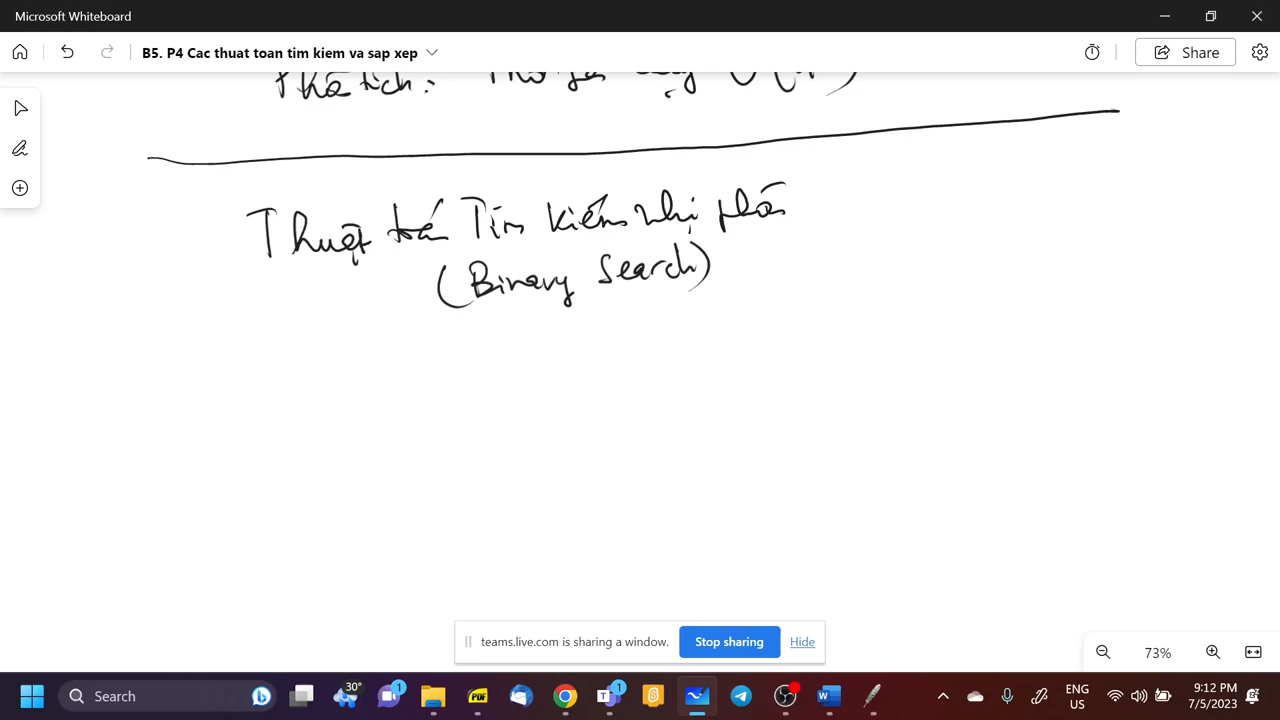 Microsoft Whiteboard
B5. P4 Cac thuat toan tim kiem va sap xep
Share
Thuật toán Tìm kiếm nhị phân
(Binary Search)
teams.live.com is sharing a window.
Stop sharing
Hide
73%
30°
1
1
Search
ENG
US
9:12 PM
7/5/2023